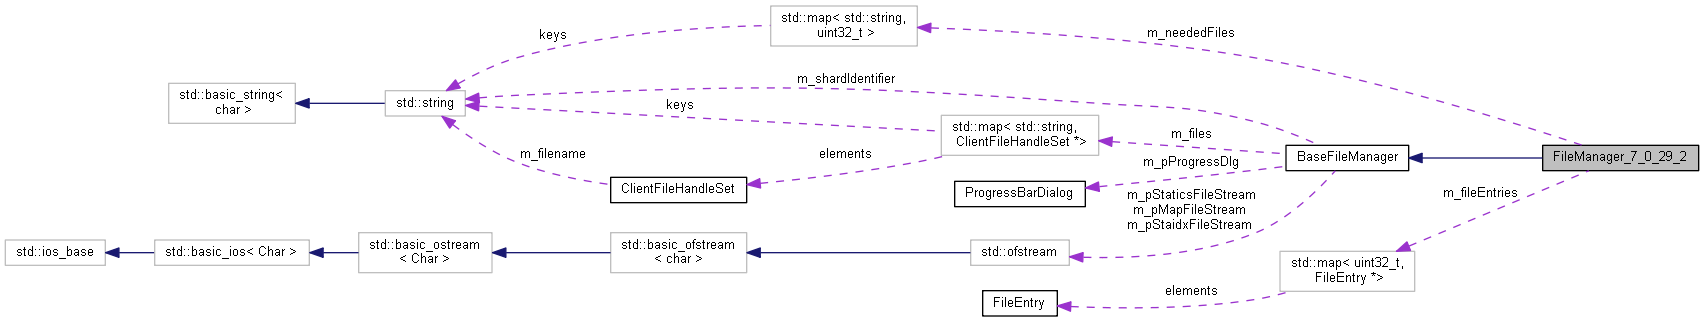 std::map< std::string,
uint32_t >
m_neededFiles
keys
m_shardIdentifier
std::basic_string<
char >
std::string
keys
std::map< std::string,
ClientFileHandleSet *>
m_files
m_filename
elements
m_pProgressDlg
BaseFileManager
FileManager_7_0_29_2
ClientFileHandleSet
ProgressBarDialog
m_pStaticsFileStream
m_pMapFileStream
m_pStaidxFileStream
m_fileEntries
std::ios_base
std::basic_ios< Char >
std::basic_ostream
< Char >
std::basic_ofstream
< char >
std::ofstream
std::map< uint32_t,
FileEntry *>
elements
FileEntry